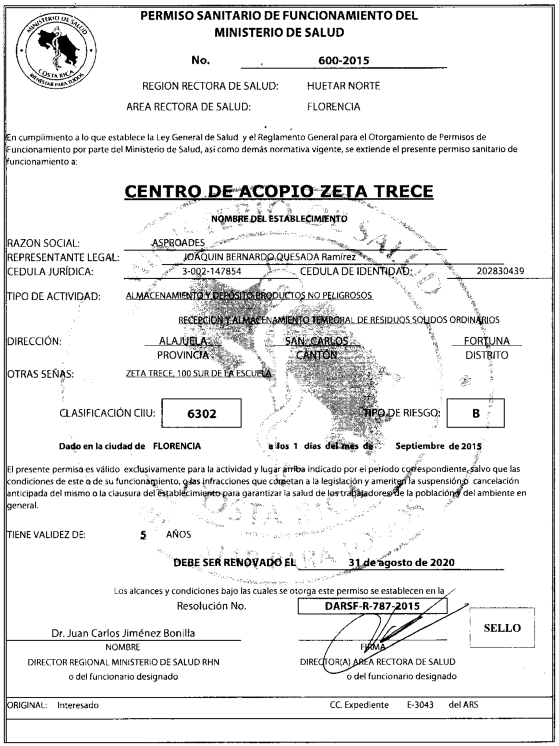 MINISTERIO DE SALUD
COSTA RICA
BIENESTAR PARA TODOS
PERMISO SANITARIO DE FUNCIONAMIENTO DEL
MINISTERIO DE SALUD
No. 600-2015
REGION RECTORA DE SALUD: HUETAR NORTE
AREA RECTORA DE SALUD: FLORENCIA
En cumplimiento a lo que establece la Ley General de Salud y el Reglamento General para el Otorgamiento de Permisos de
Funcionamiento por parte del Ministerio de Salud, asi como demás normativa vigente, se extiende el presente permiso sanitario de
funcionamiento a:
CENTRO DE ACOPIO ZETA TRECE
NOMBRE DEL ESTABLECIMIENTO
RAZON SOCIAL: ASPROADES
REPRESENTANTE LEGAL: JOAQUIN BERNARDO QUESADA Ramírez
CEDULA JURÍDICA: 3-002-147854 CEDULA DE IDENTIDAD: 202830439
TIPO DE ACTIVIDAD: ALMACENAMIENTO Y DEPOSITO PRODUCTOS NO PELIGROSOS
RECEPCION Y ALMACENAMIENTO TEMPORAL DE RESIDUOS SOLIDOS ORDINARIOS
DIRECCIÓN: ALAJUELA SAN CARLOS FORTUNA
PROVINCIA CANTÓN DISTRITO
OTRAS SEÑAS: ZETA TRECE, 100 SUR DE LA ESCUELA
CLASIFICACIÓN CIIU: 6302 TIPO DE RIESGO: B
Dado en la ciudad de FLORENCIA a los 1 días del mes de Septiembre de 2015
El presente permiso es válido exclusivamente para la actividad y lugar arriba indicado por el período correspondiente, salvo que las
condiciones de este o de su funcionamiento, o las infracciones que cometan a la legislación y ameriten la suspensión o cancelación
anticipada del mismo o la clausura del establecimiento para garantizar la salud de los trabajadores, de la población y del ambiente en
general.
TIENE VALIDEZ DE: 5 AÑOS
DEBE SER RENOVADO EL 31 de agosto de 2020
Los alcances y condiciones bajo las cuales se otorga este permiso se establecen en la
Resolución No. DARSF-R-787-2015
SELLO
Dr. Juan Carlos Jiménez Bonilla
NOMBRE FIRMA
DIRECTOR REGIONAL MINISTERIO DE SALUD RHN DIRECTOR(A) AREA RECTORA DE SALUD
o del funcionario designado o del funcionario designado
ORIGINAL: Interesado CC. Expediente E-3043 del ARS